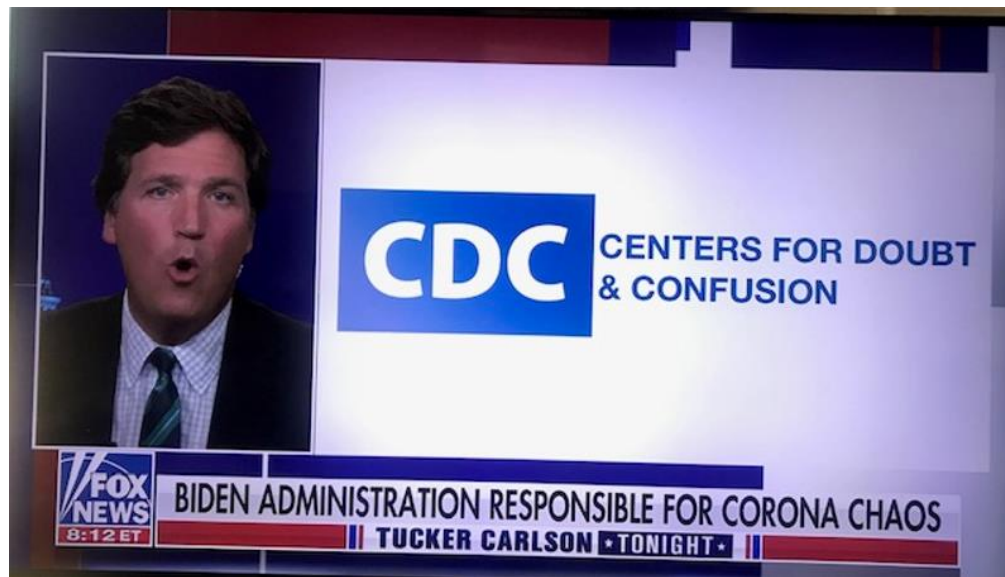 CDC
CENTERS FOR DOUBT
& CONFUSION
FOX
NEWS
8:12 ET
BIDEN ADMINISTRATION RESPONSIBLE FOR CORONA CHAOS
TUCKER CARLSON TONIGHT